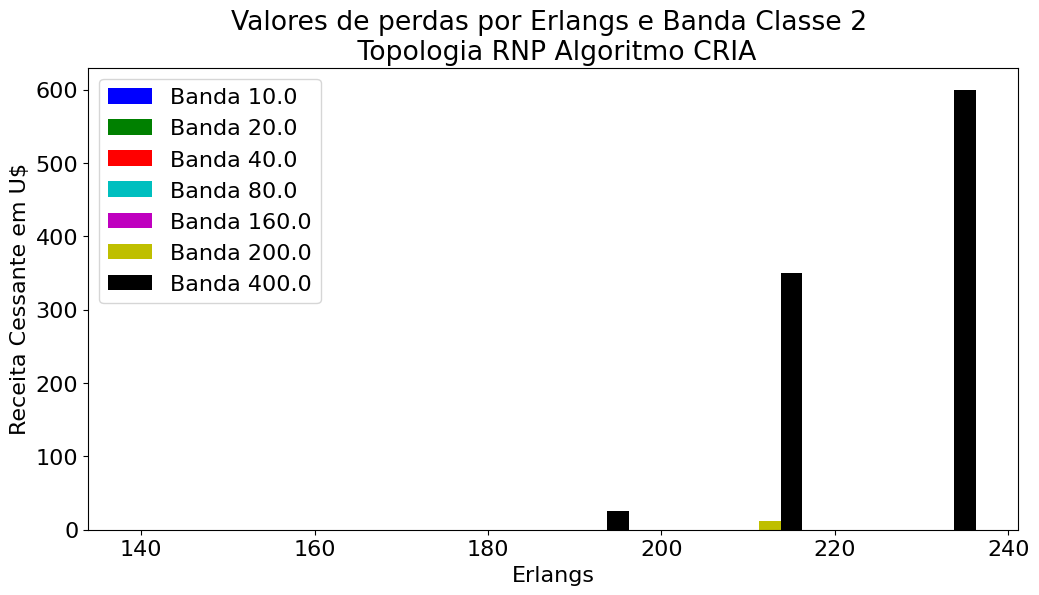 Valores de perdas por Erlangs e Banda Classe 2
Topologia RNP Algoritmo CRIA
Receita Cessante em U$
600
500
400
300
200
100
0
Banda 10.0
Banda 20.0
Banda 40.0
Banda 80.0
Banda 160.0
Banda 200.0
Banda 400.0
140 160 180 200 220 240
Erlangs